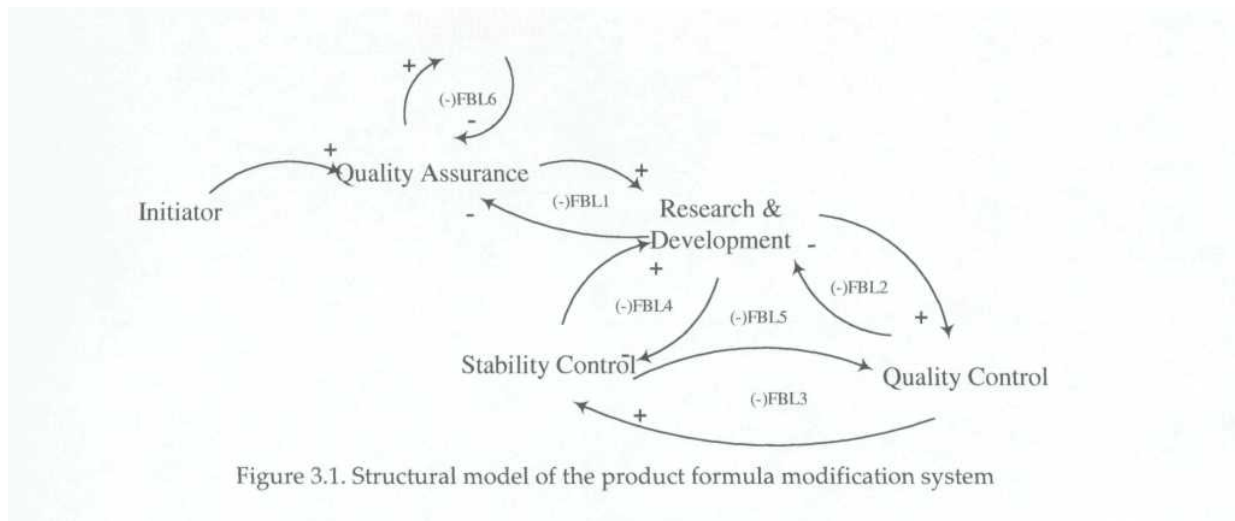 +
(-)FBL6
-
+
Quality Assurance
+
Initiator
(-)FBL1
-
Research &
Development -
+
(-)FBL4
(-)FBL2
(-)FBL5
+
Stability Control
-
Quality Control
(-)FBL3
+
Figure 3.1. Structural model of the product formula modification system